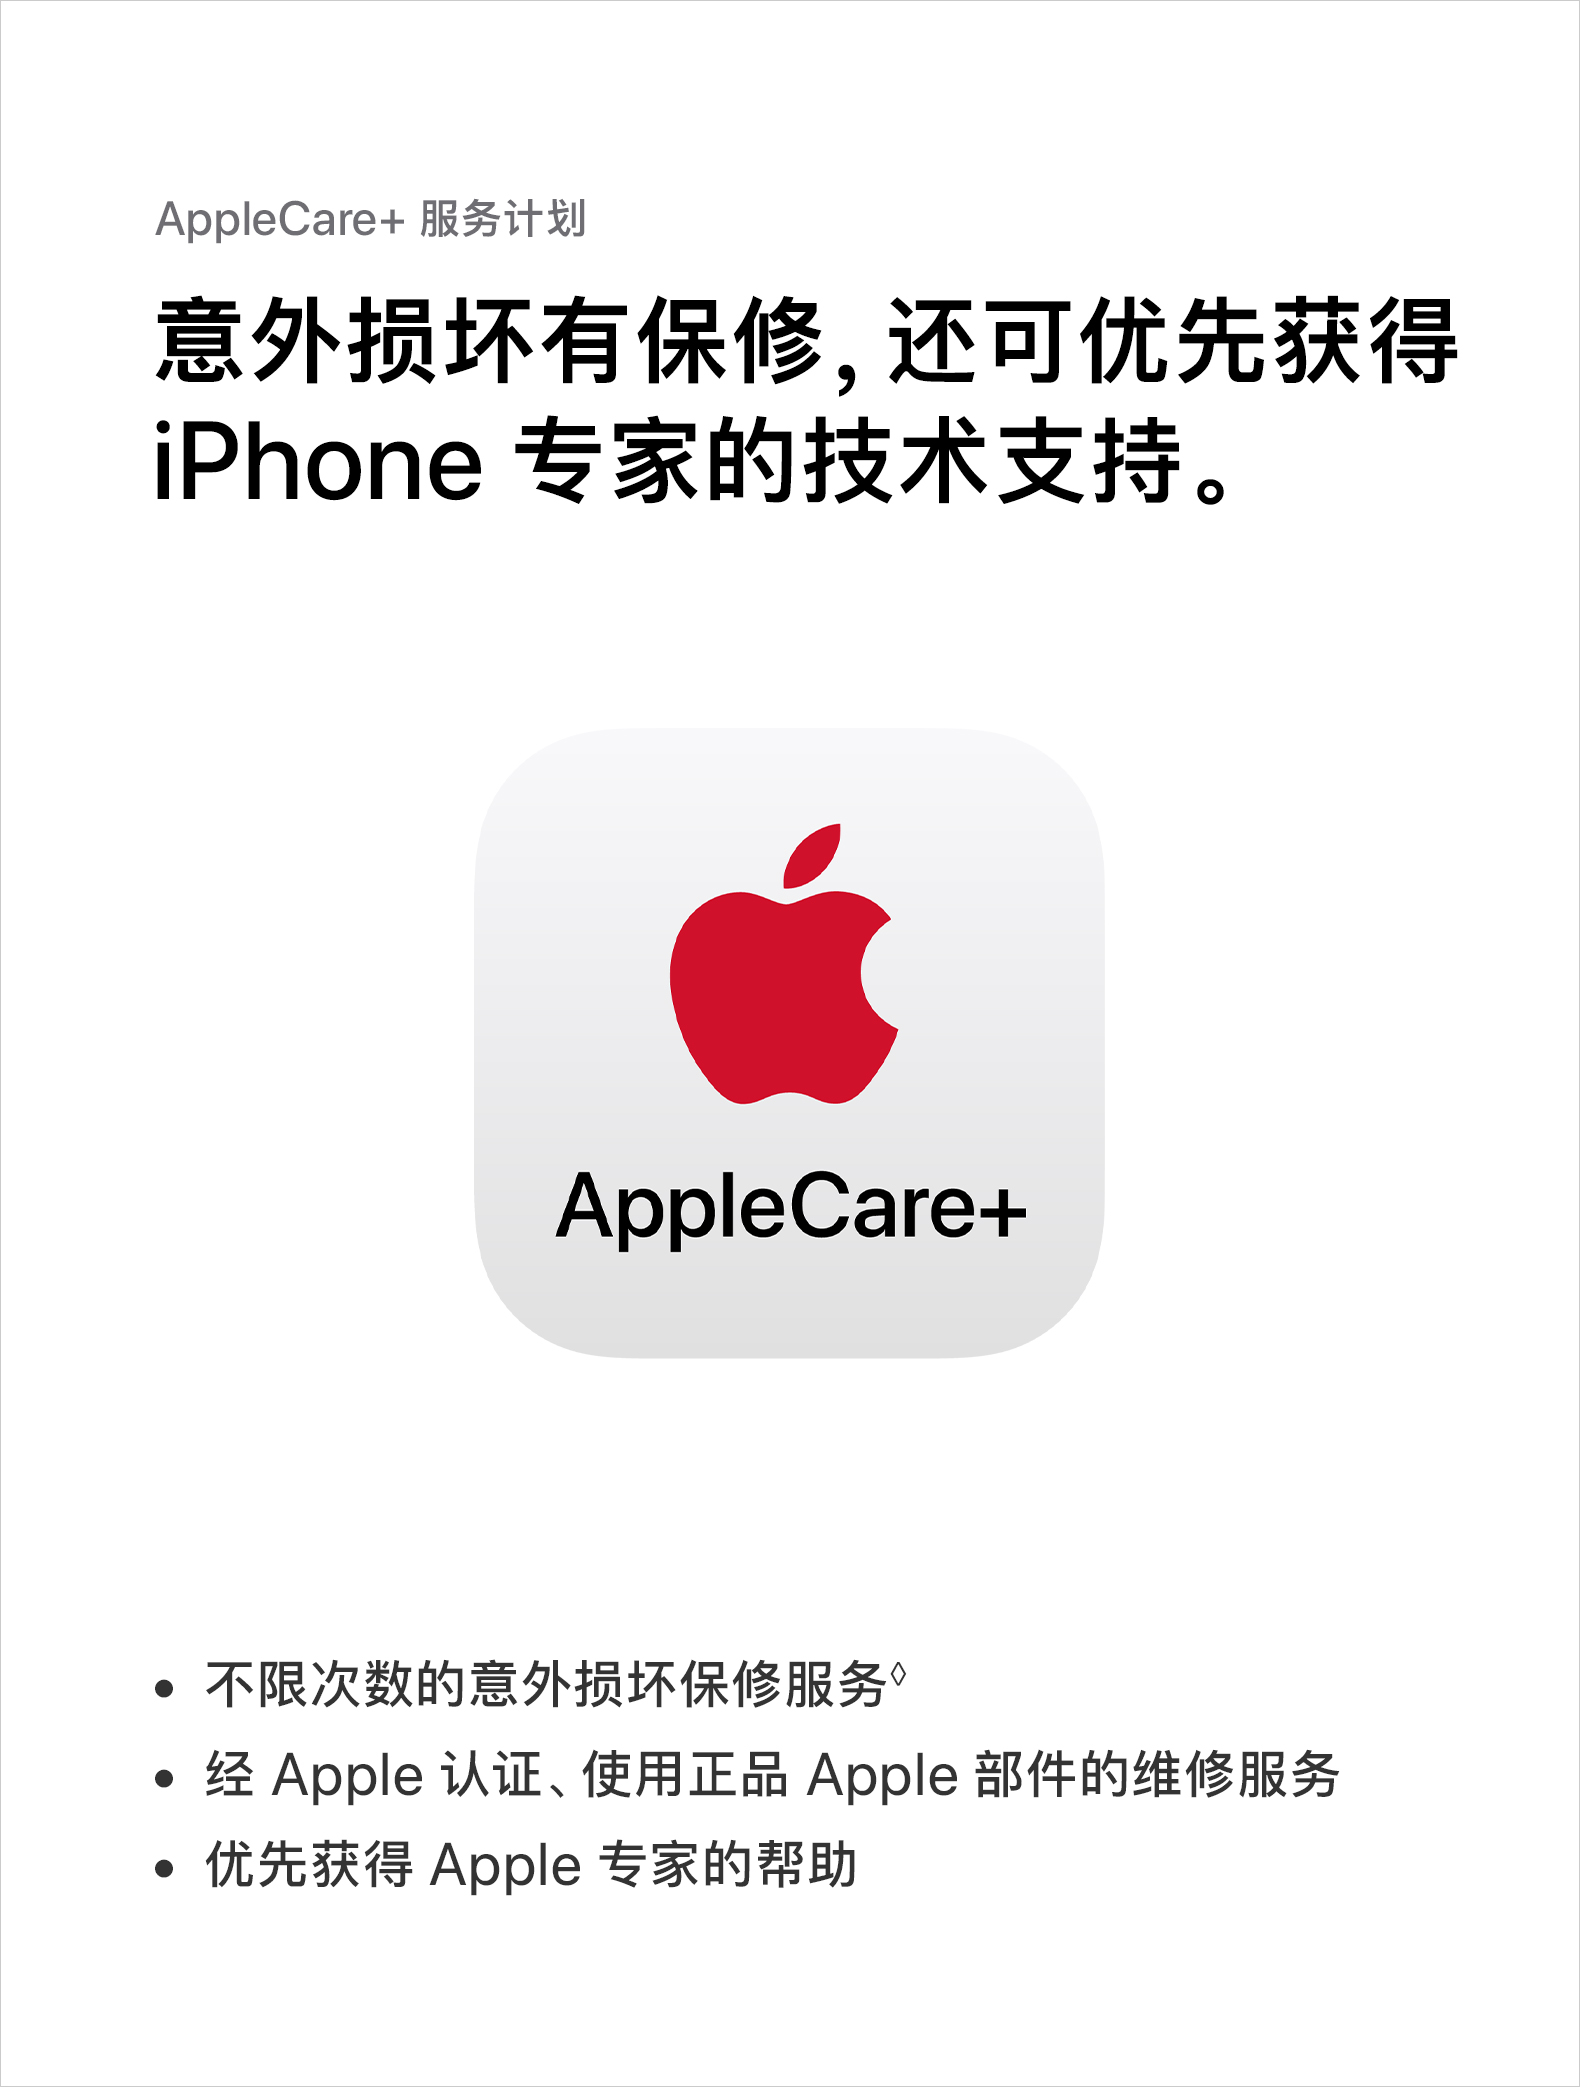 AppleCare+ 服务计划
意外损坏有保修，还可优先获得
iPhone 专家的技术支持。
AppleCare+
• 不限次数的意外损坏保修服务◊
• 经 Apple 认证、使用正品 Apple 部件的维修服务
• 优先获得 Apple 专家的帮助